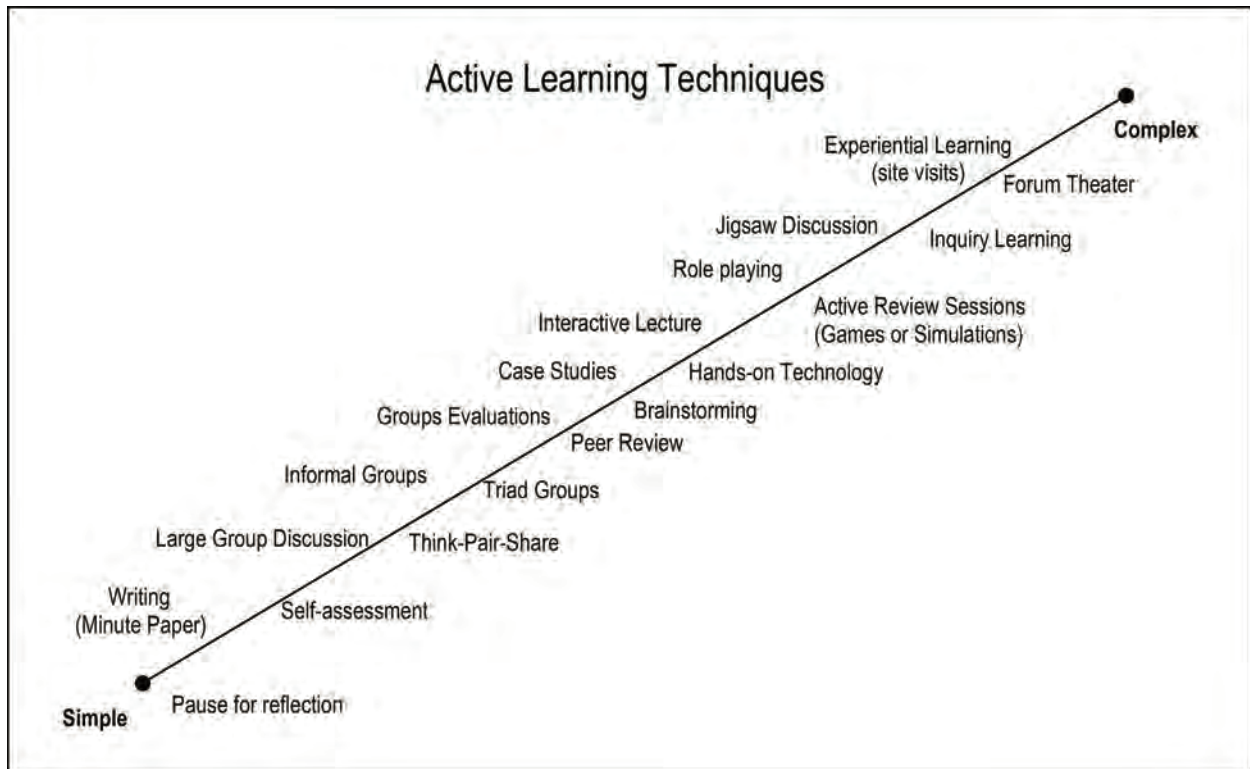 Active Learning Techniques
Complex
Experiential Learning
(site visits)
Forum Theater
Jigsaw Discussion
Inquiry Learning
Role playing
Active Review Sessions
(Games or Simulations)
Interactive Lecture
Case Studies
Hands-on Technology
Groups Evaluations
Brainstorming
Peer Review
Informal Groups
Triad Groups
Large Group Discussion
Think-Pair-Share
Writing
(Minute Paper)
Self-assessment
Pause for reflection
Simple